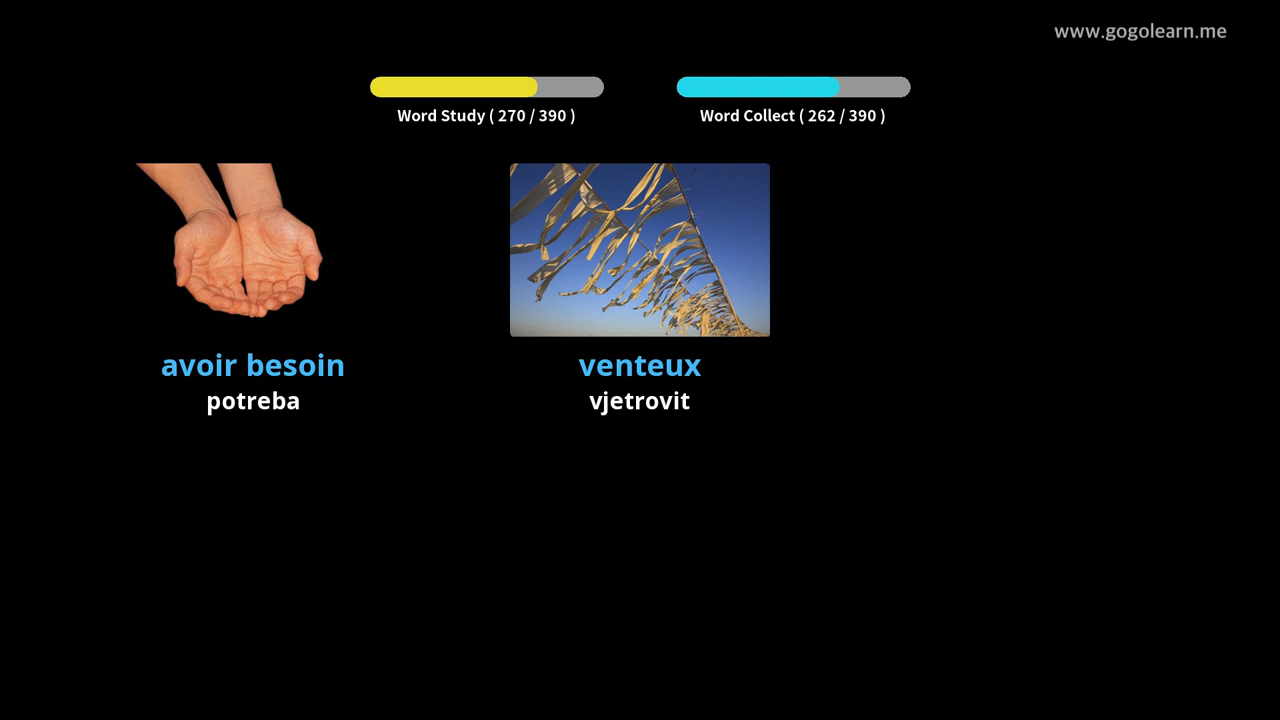 www.gogolearn.me
Word Study ( 270 / 390 )
Word Collect ( 262 / 390 )
avoir besoin
potreba
venteux
vjetrovit